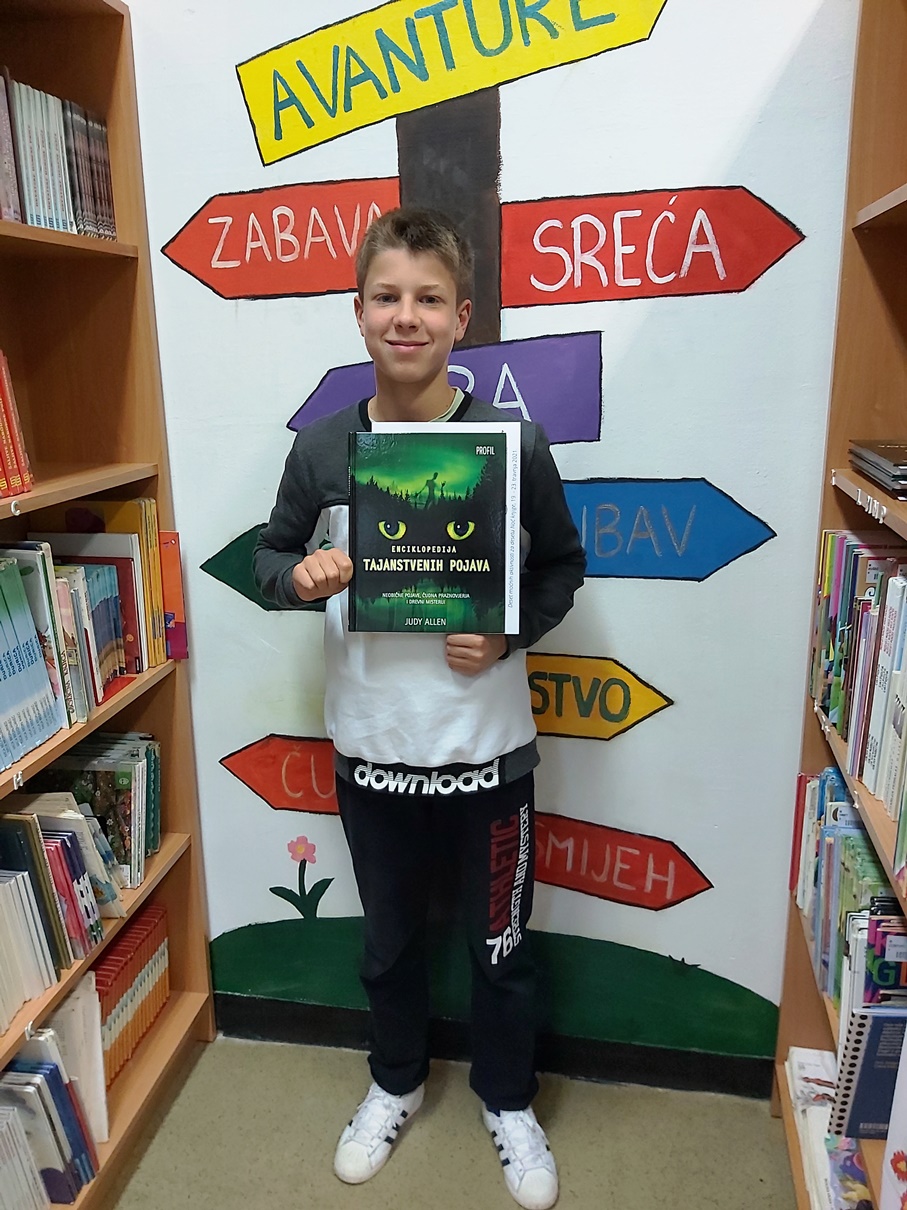 AVANTURE
ZABAVA
SREĆA
RA
UBAV
PROFIL
ENCIKLOPEDIJA
TAJANSTVENIH POJAVA
NEOBIČNE POJAVE, ČUDNA PRAZNOVJERJA
I DREVNI MISTERIJI
JUDY ALLEN
STVO
ČU
download
ATHLETIC
76
SMIJEH